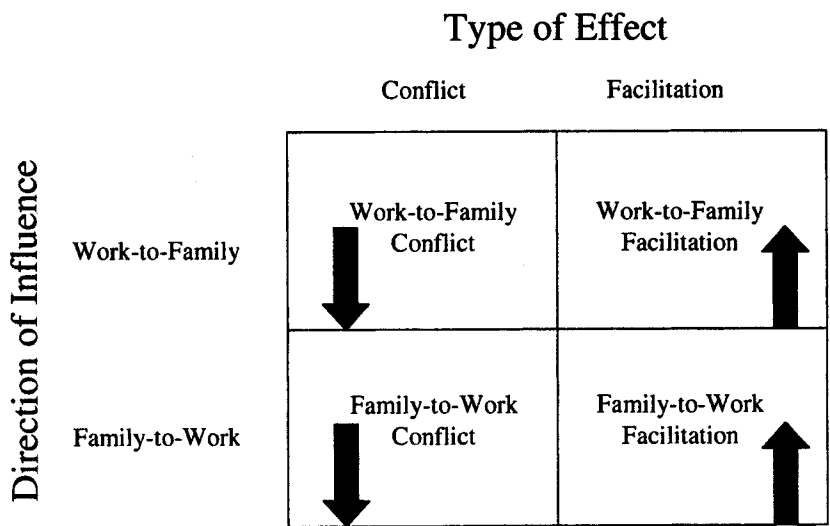 Type of Effect
Conflict Facilitation
Direction of Influence
Work-to-Family
Work-to-Family
Conflict
Work-to-Family
Facilitation
Family-to-Work
Family-to-Work
Conflict
Family-to-Work
Facilitation